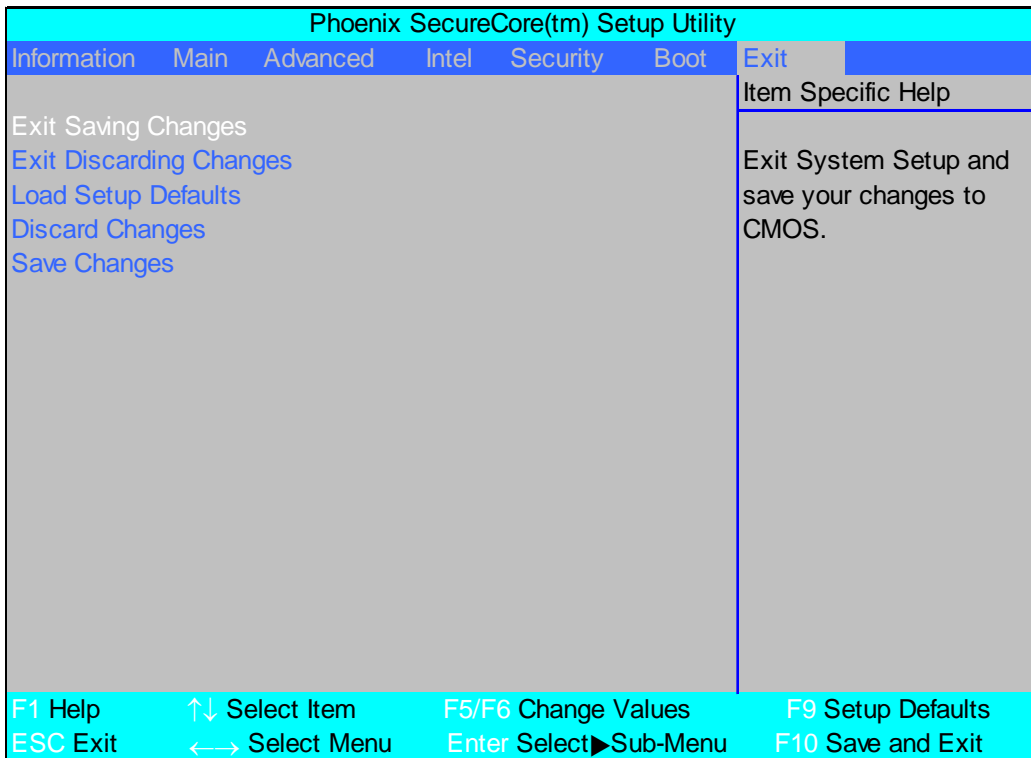 Phoenix SecureCore(tm) Setup Utility
Information Main Advanced Intel Security Boot Exit
Item Specific Help
Exit Saving Changes
Exit Discarding Changes
Load Setup Defaults
Discard Changes
Save Changes
Exit System Setup and
save your changes to
CMOS.
F1 Help ↑↓ Select Item F5/F6 Change Values F9 Setup Defaults
ESC Exit ←→ Select Menu Enter Select▶Sub-Menu F10 Save and Exit